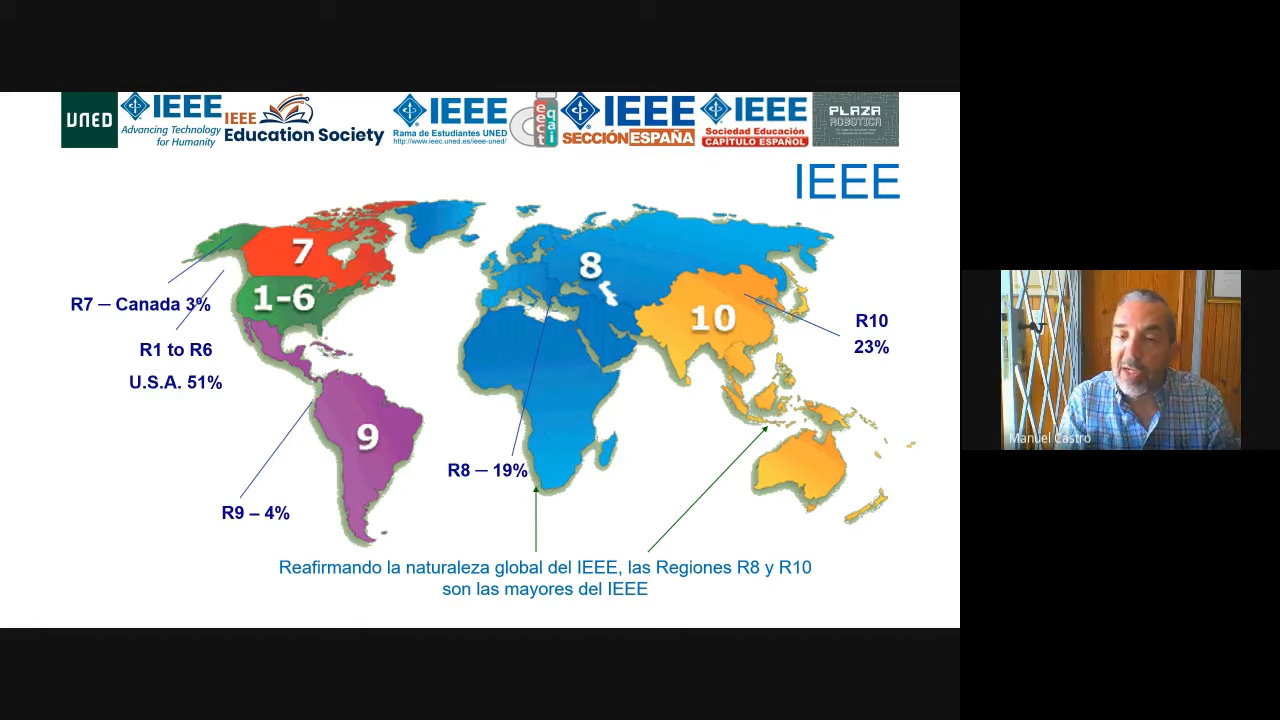 UNED
IEEE
Advancing Technology
for Humanity
IEEE
Education Society
IEEE
Rama de Estudiantes UNED
http://www.ieec.uned.es/ieee-uned/
IEEE
SECCIÓN ESPAÑA
IEEE
Sociedad Educación
CAPÍTULO ESPAÑOL
PLAZA
ROBOTICA
IEEE
7
8
1-6
10
9
R7 – Canada 3%
R1 to R6
U.S.A. 51%
R10
23%
R8 – 19%
R9 – 4%
Reafirmando la naturaleza global del IEEE, las Regiones R8 y R10
son las mayores del IEEE
Manuel Castro